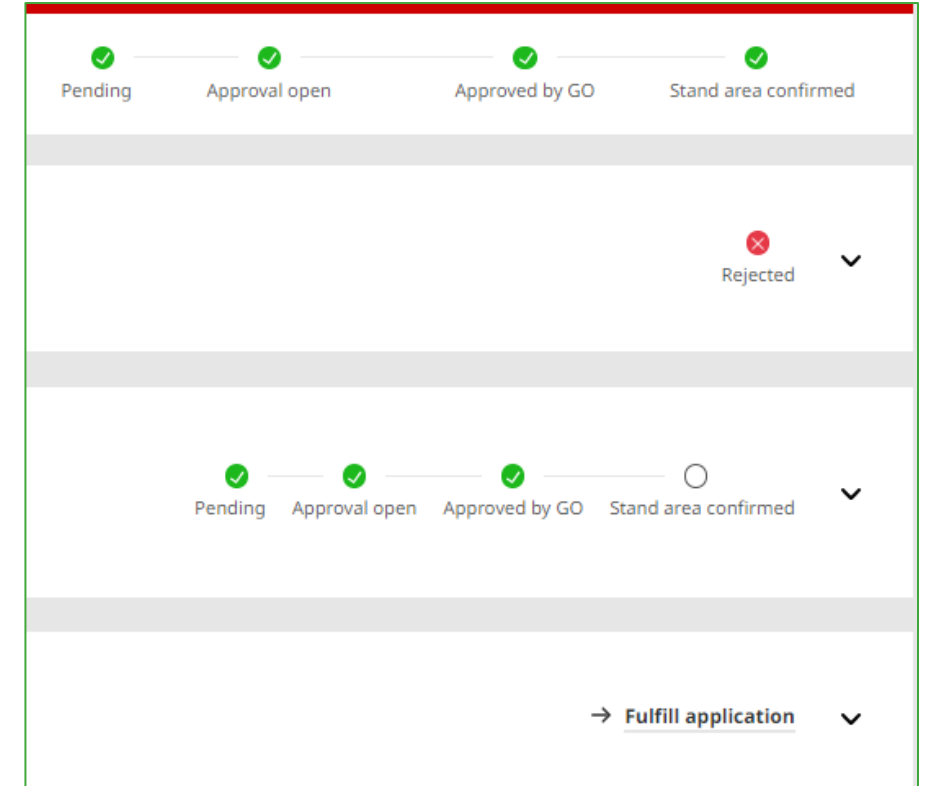 Pending Approval open Approved by GO Stand area confirmed
Rejected
Pending Approval open Approved by GO Stand area confirmed
Fulfill application